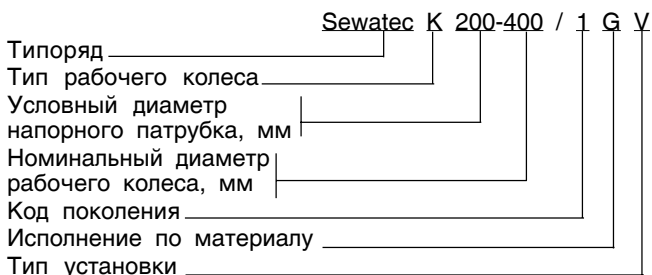 Sewatec K 200-400 / 1 G V
Типоряд
Тип рабочего колеса
Условный диаметр
напорного патрубка, мм
Номинальный диаметр
рабочего колеса, мм
Код поколения
Исполнение по материалу
Тип установки